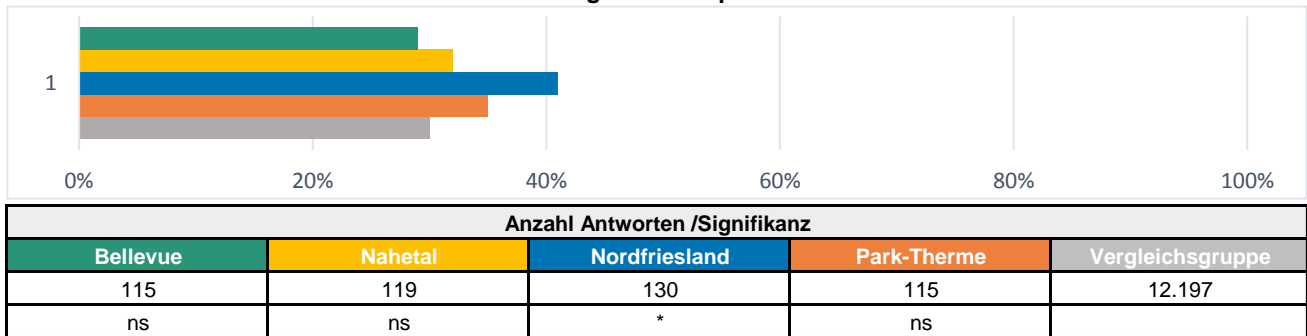 1
0% 20% 40% 60% 80% 100%
Anzahl Antworten /Signifikanz
Bellevue Nahetal Nordfriesland Park-Therme Vergleichsgruppe
115 119 130 115 12.197
ns ns * ns